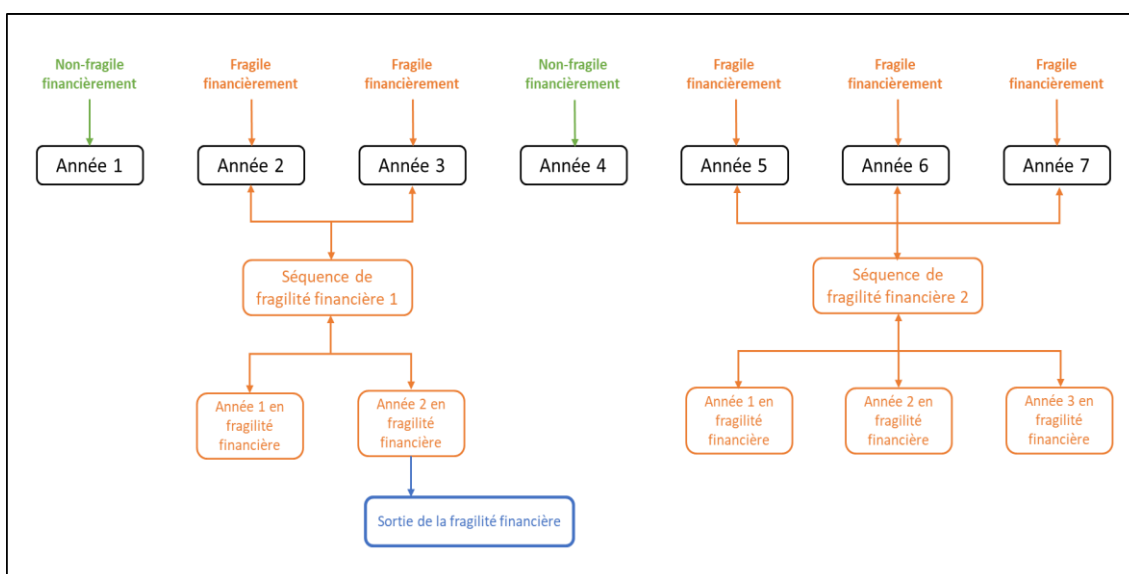 Non-fragile
financièrement
Fragile
financièrement
Fragile
financièrement
Non-fragile
financièrement
Fragile
financièrement
Fragile
financièrement
Fragile
financièrement
Année 1
Année 2
Année 3
Année 4
Année 5
Année 6
Année 7
Séquence de
fragilité financière 1
Séquence de
fragilité financière 2
Année 1 en
fragilité
financière
Année 2 en
fragilité
financière
Année 1 en
fragilité
financière
Année 2 en
fragilité
financière
Année 3 en
fragilité
financière
Sortie de la fragilité financière